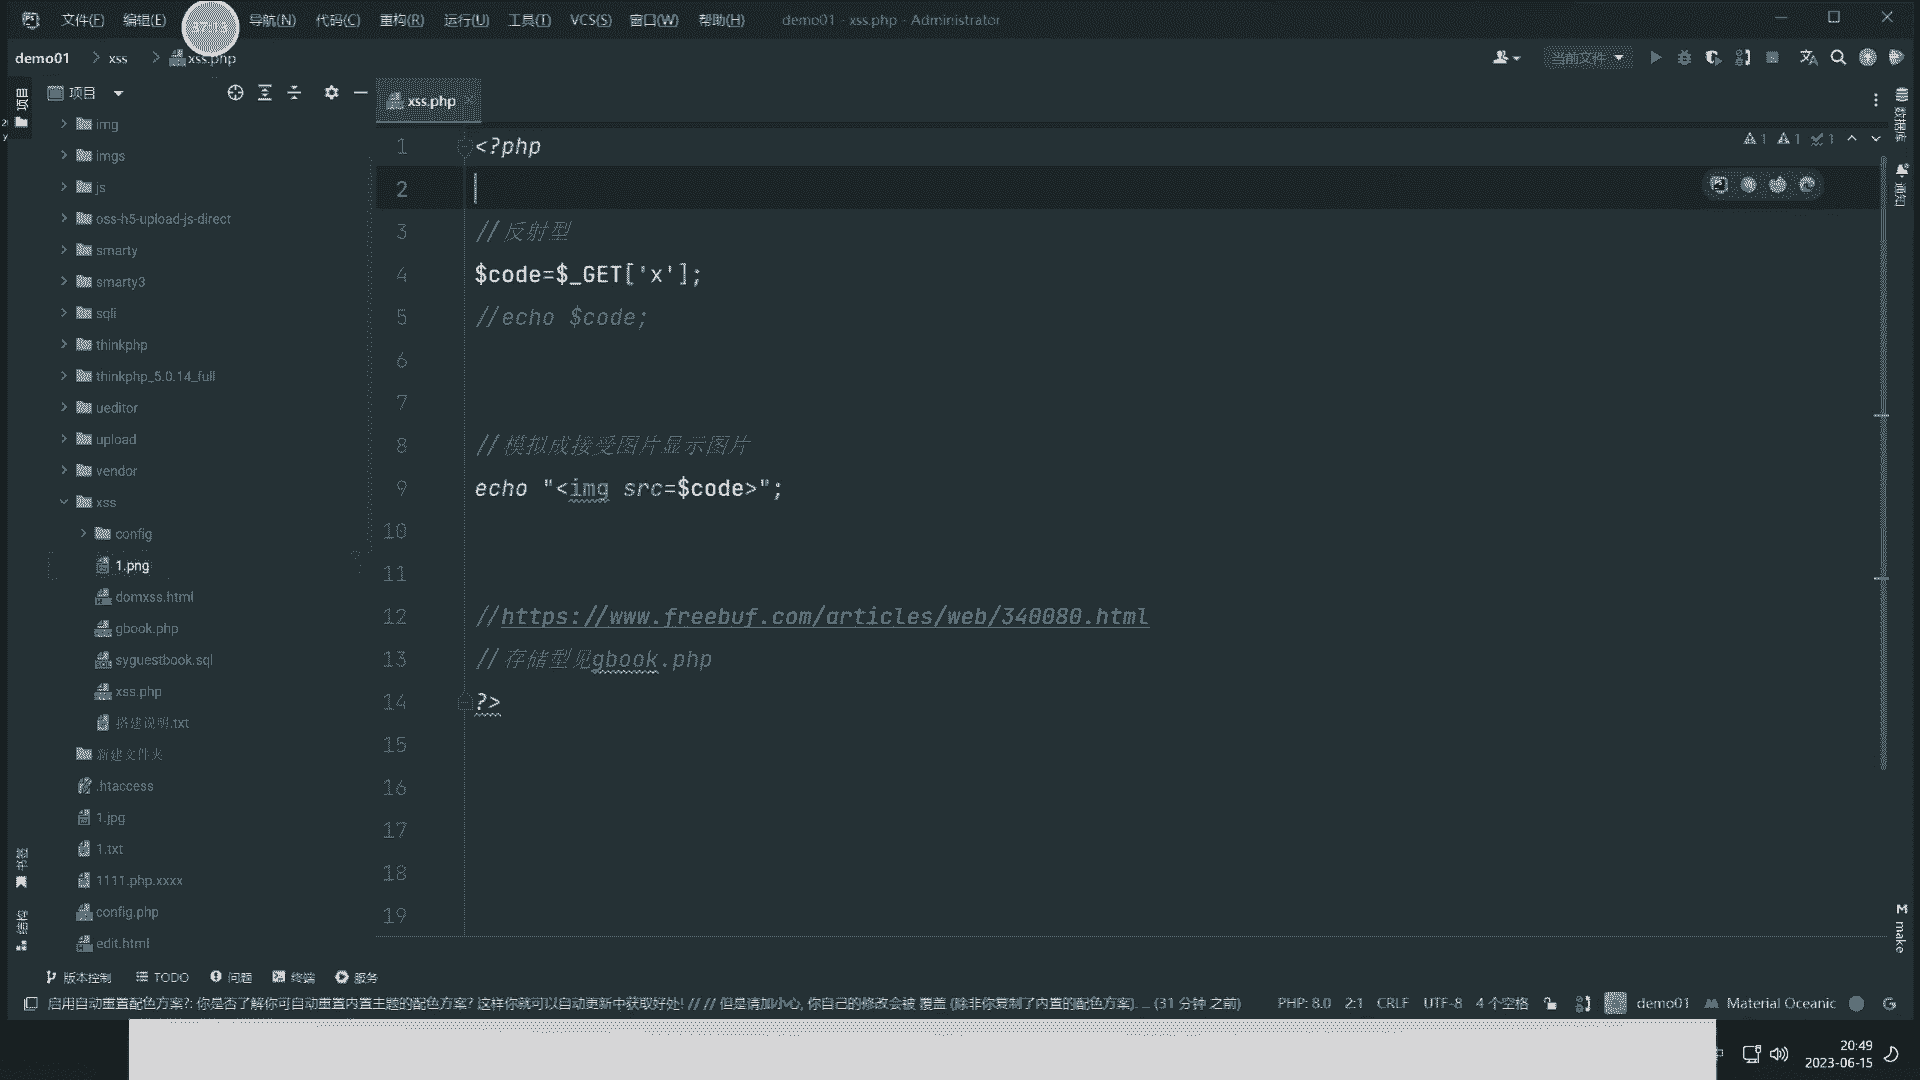 文件(F) 编辑(E) 导航(N) 代码(C) 重构(R) 运行(U) 工具(T) VCS(S) 窗口(W) 帮助(H) demo01 - xss.php - Administrator
demo01 xss xss.php 当前文件
项目 项目 xss.php 数据库
img
imgs
js
oss-h5-upload-js-direct
smarty
smarty3
sqli
thinkphp
thinkphp_5.0.14_full
ueditor
upload
vendor
xss
config
1.png
domxss.html
gbook.php
syguestbook.sql
xss.php
搭建说明.txt
新建文件夹
.htaccess
1.jpg
1.txt
1111.php.xxxx
config.php
edit.html
书签
结构
1 <?php
2
3 //反射型
4 $code=$_GET['x'];
5 //echo $code;
6
7
8 //模拟成接受图片显示图片
9 echo "<img src=$code>";
10
11
12 //https://www.freebuf.com/articles/web/340080.html
13 //存储型见gbook.php
14 ?>
15
16
17
18
19
1 1 1
通知
make
版本控制 TODO 问题 终端 服务
启用自动重置配色方案?: 你是否了解你可自动重置内置主题的配色方案? 这样你就可以自动更新中获取好处! // // 但是请加小心, 你自己的修改会被 覆盖 (除非你复制了内置的配色方案). ... (31 分钟 之前) PHP: 8.0 2:1 CRLF UTF-8 4 个空格 demo01 Material Oceanic
20:49
2023-06-15